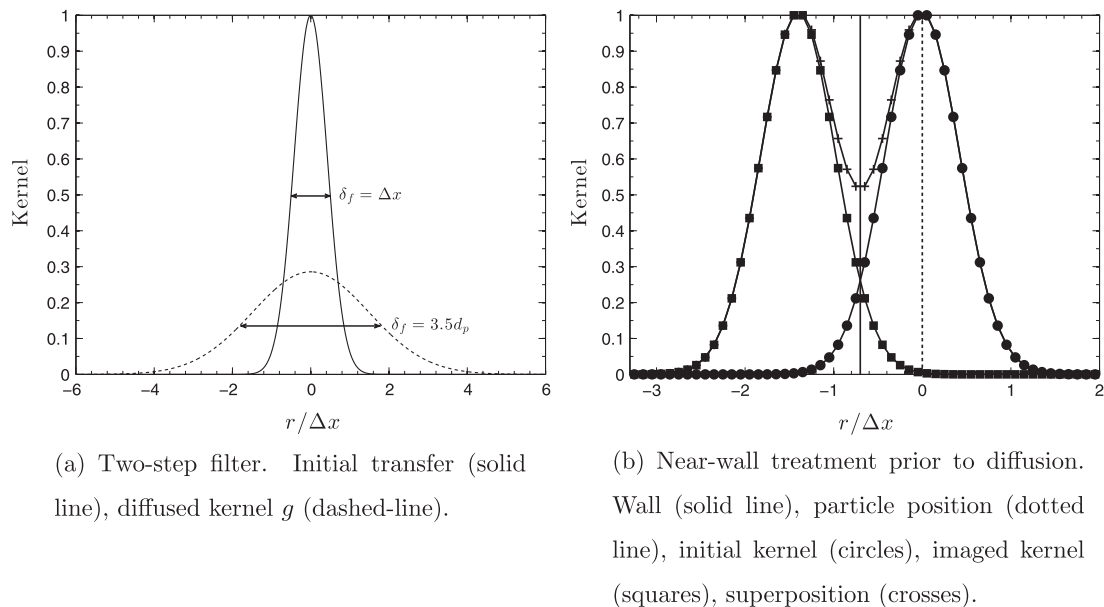 1
0.9
0.8
0.7
0.6
0.5
0.4
0.3
0.2
0.1
0
Kernel
δf = Δx
δf = 3.5dp
−6 −4 −2 0 2 4 6
r/Δx
(a) Two-step filter. Initial transfer (solid
line), diffused kernel g (dashed-line).
1
0.9
0.8
0.7
0.6
0.5
0.4
0.3
0.2
0.1
0
Kernel
−3 −2 −1 0 1 2
r/Δx
(b) Near-wall treatment prior to diffusion.
Wall (solid line), particle position (dotted
line), initial kernel (circles), imaged kernel
(squares), superposition (crosses).